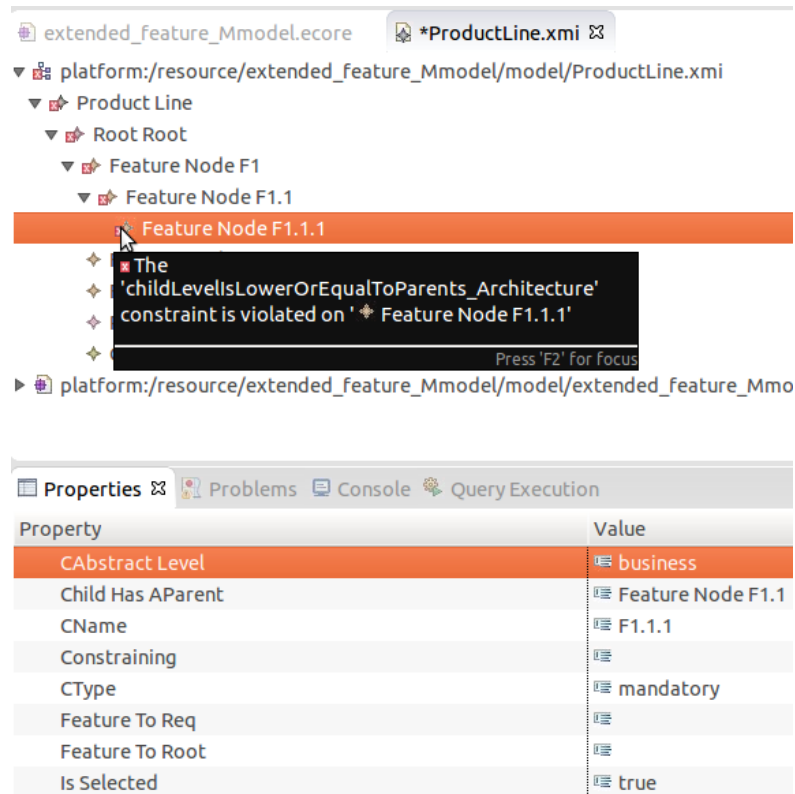 extended_feature_Mmodel.ecore *ProductLine.xmi
platform:/resource/extended_feature_Mmodel/model/ProductLine.xmi
Product Line
Root Root
Feature Node F1
Feature Node F1.1
Feature Node F1.1.1
The
'childLevelIsLowerOrEqualToParents_Architecture'
constraint is violated on ' Feature Node F1.1.1'
Press 'F2' for focus
platform:/resource/extended_feature_Mmodel/model/extended_feature_Mmo
Properties Problems Console Query Execution
Property Value
CAbstract Level business
Child Has AParent Feature Node F1.1
CName F1.1.1
Constraining
CType mandatory
Feature To Req
Feature To Root
Is Selected true